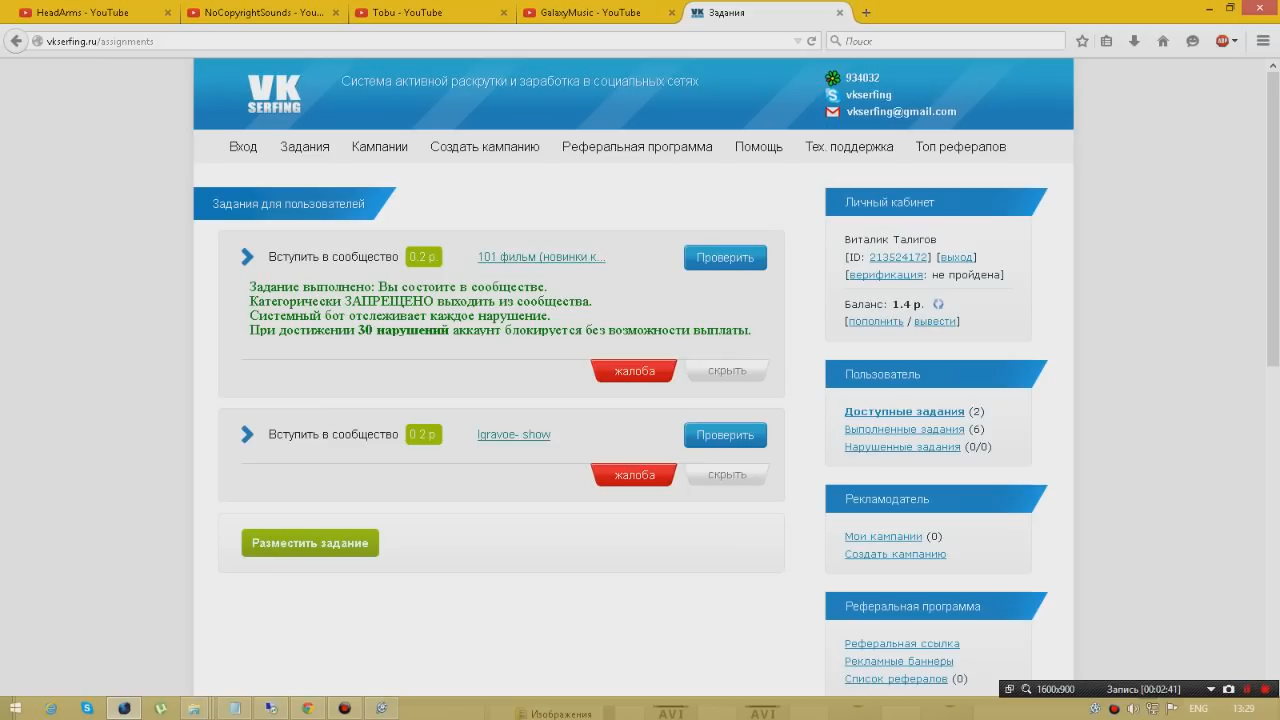 HeadArms - YouTube
NoCopyrightSounds - You...
Tobu - YouTube
GalaxyMusic - YouTube
Задания
vkserfing.ru/assignments
Поиск
VK
SERFING
Система активной раскрутки и заработка в социальных сетях
934032
vkserfing
vkserfing@gmail.com
Вход Задания Кампании Создать кампанию Реферальная программа Помощь Тех. поддержка Топ рефералов
Задания для пользователей
Вступить в сообщество 0.2 р. 101 фильм (новинки к... Проверить
Задание выполнено: Вы состоите в сообществе.
Категорически ЗАПРЕЩЕНО выходить из сообщества.
Системный бот отслеживает каждое нарушение.
При достижении 30 нарушений аккаунт блокируется без возможности выплаты.
жалоба скрыть
Вступить в сообщество 0.2 р. Igravoe- show Проверить
жалоба скрыть
Разместить задание
Личный кабинет
Виталик Талигов
[ID: 213524172] [выход]
[верификация: не пройдена]
Баланс: 1.4 р.
[пополнить / вывести]
Пользователь
Доступные задания (2)
Выполненные задания (6)
Нарушенные задания (0/0)
Рекламодатель
Мои кампании (0)
Создать кампанию
Реферальная программа
Реферальная ссылка
Рекламные баннеры
Список рефералов (0)
1600x900 Запись [00:02:41]
Изображения AVI AVI
ENG 13:29